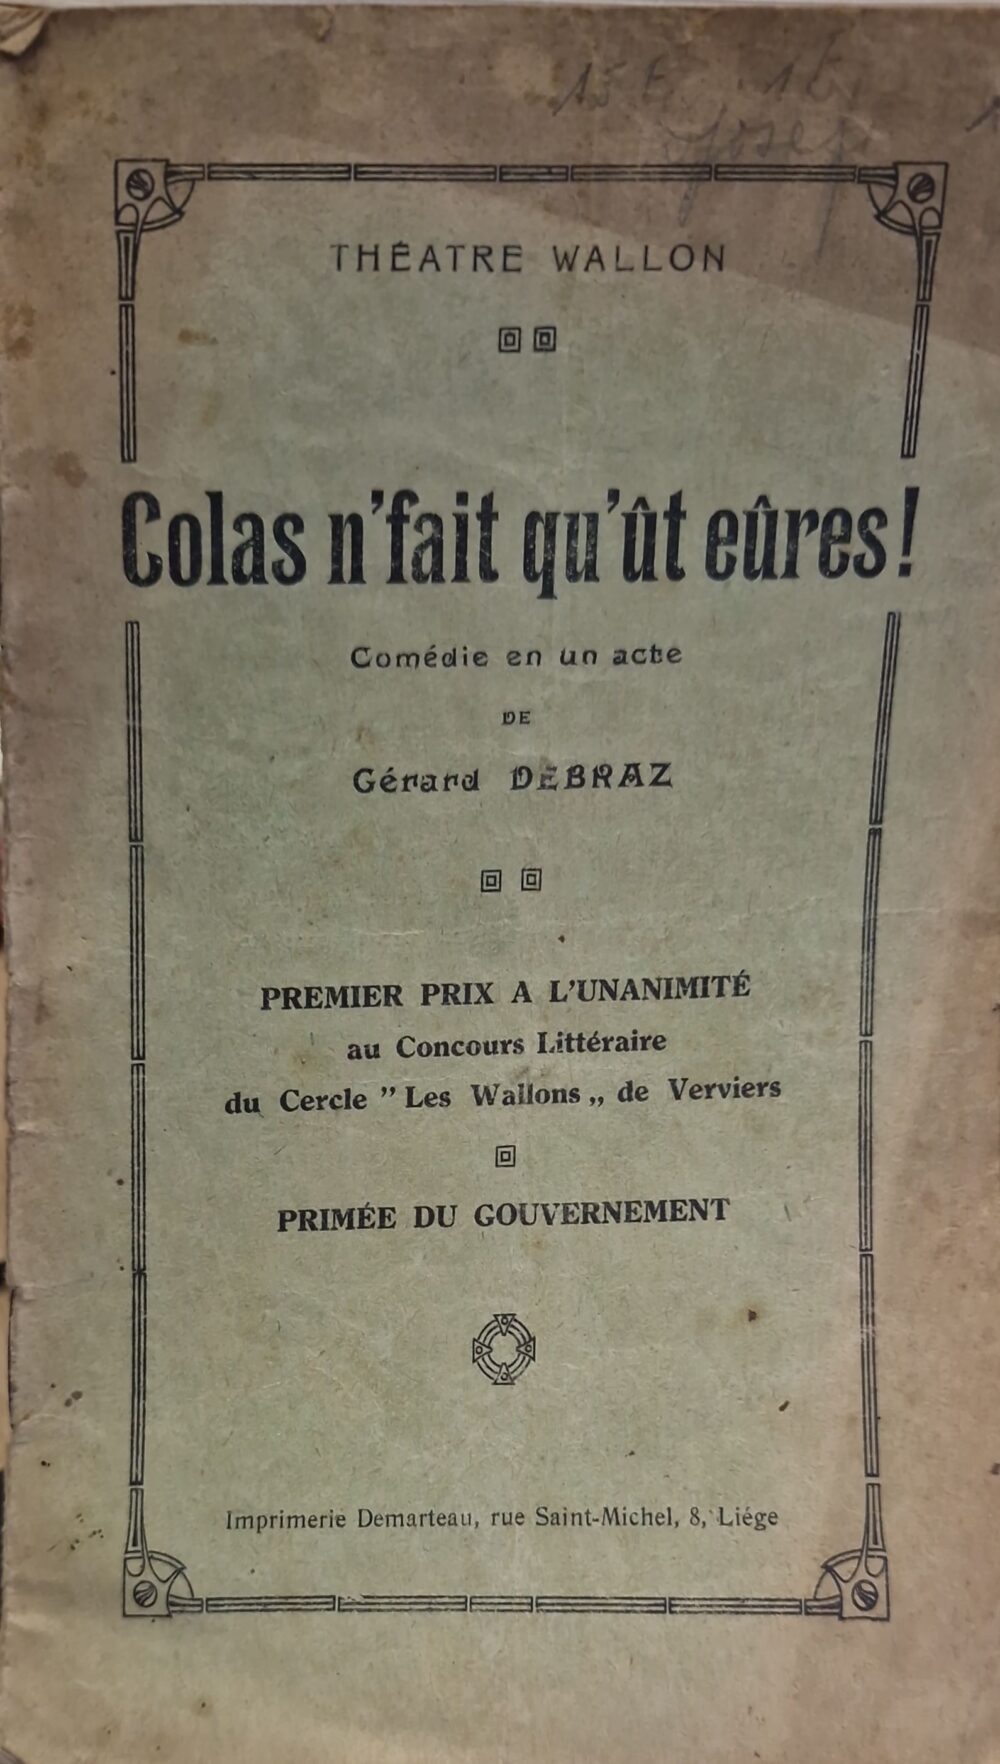 THÉATRE WALLON
Colas n'fait qu'ût eûres!
Comédie en un acte
DE
Gérard DEBRAZ
PREMIER PRIX A L'UNANIMITÉ
au Concours Littéraire
du Cercle ” Les Wallons „ de Verviers
PRIMÉE DU GOUVERNEMENT
Imprimerie Demarteau, rue Saint-Michel, 8, Liége